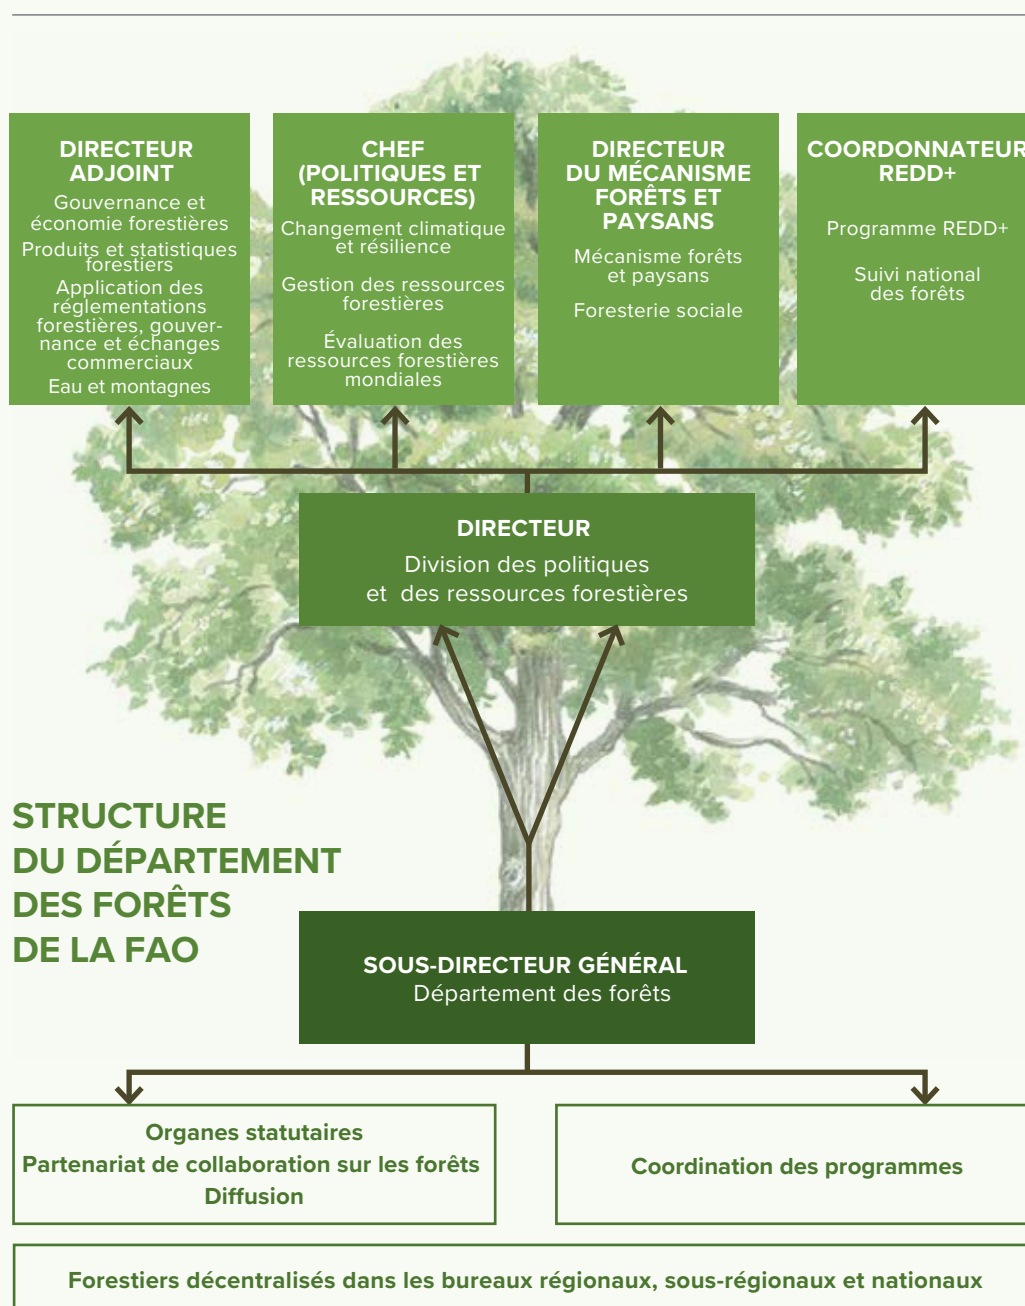 DIRECTEUR
ADJOINT
Gouvernance et
économie forestières
Produits et statistiques
forestiers
Application des
réglementations
forestières, gouver-
nance et échanges
commerciaux
Eau et montagnes
CHEF
(POLITIQUES ET
RESSOURCES)
Changement climatique
et résilience
Gestion des ressources
forestières
Évaluation des
ressources forestières
mondiales
DIRECTEUR
DU MÉCANISME
FORÊTS ET
PAYSANS
Mécanisme forêts
et paysans
Foresterie sociale
COORDONNATEUR
REDD+
Programme REDD+
Suivi national
des forêts
DIRECTEUR
Division des politiques
et des ressources forestières
STRUCTURE
DU DÉPARTEMENT
DES FORÊTS
DE LA FAO
SOUS-DIRECTEUR GÉNÉRAL
Département des forêts
Organes statutaires
Partenariat de collaboration sur les forêts
Diffusion
Coordination des programmes
Forestiers décentralisés dans les bureaux régionaux, sous-régionaux et nationaux